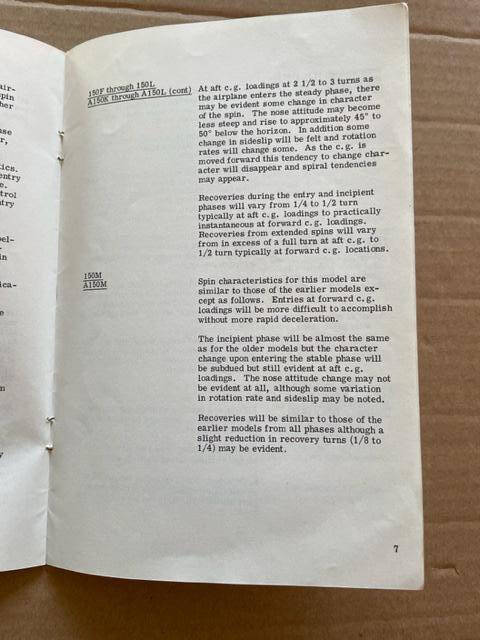 air-
spin
her
ase
r,
tics.
entry
e.
trol
ntry
pel-
in
ica-
e
n
y
150F through 150L
A150K through A150L (cont)
At aft c.g. loadings at 2 1/2 to 3 turns as
the airplane enters the steady phase, there
may be evident some change in character
of the spin. The nose attitude may become
less steep and rise to approximately 45° to
50° below the horizon. In addition some
change in sideslip will be felt and rotation
rates will change some. As the c.g. is
moved forward this tendency to change char-
acter will disappear and spiral tendencies
may appear.
Recoveries during the entry and incipient
phases will vary from 1/4 to 1/2 turn
typically at aft c.g. loadings to practically
instantaneous at forward c.g. loadings.
Recoveries from extended spins will vary
from in excess of a full turn at aft c.g. to
1/2 turn typically at forward c.g. locations.
150M
A150M
Spin characteristics for this model are
similar to those of the earlier models ex-
cept as follows. Entries at forward c.g.
loadings will be more difficult to accomplish
without more rapid deceleration.
The incipient phase will be almost the same
as for the older models but the character
change upon entering the stable phase will
be subdued but still evident at aft c.g.
loadings. The nose attitude change may not
be evident at all, although some variation
in rotation rate and sideslip may be noted.
Recoveries will be similar to those of the
earlier models from all phases although a
slight reduction in recovery turns (1/8 to
1/4) may be evident.
7